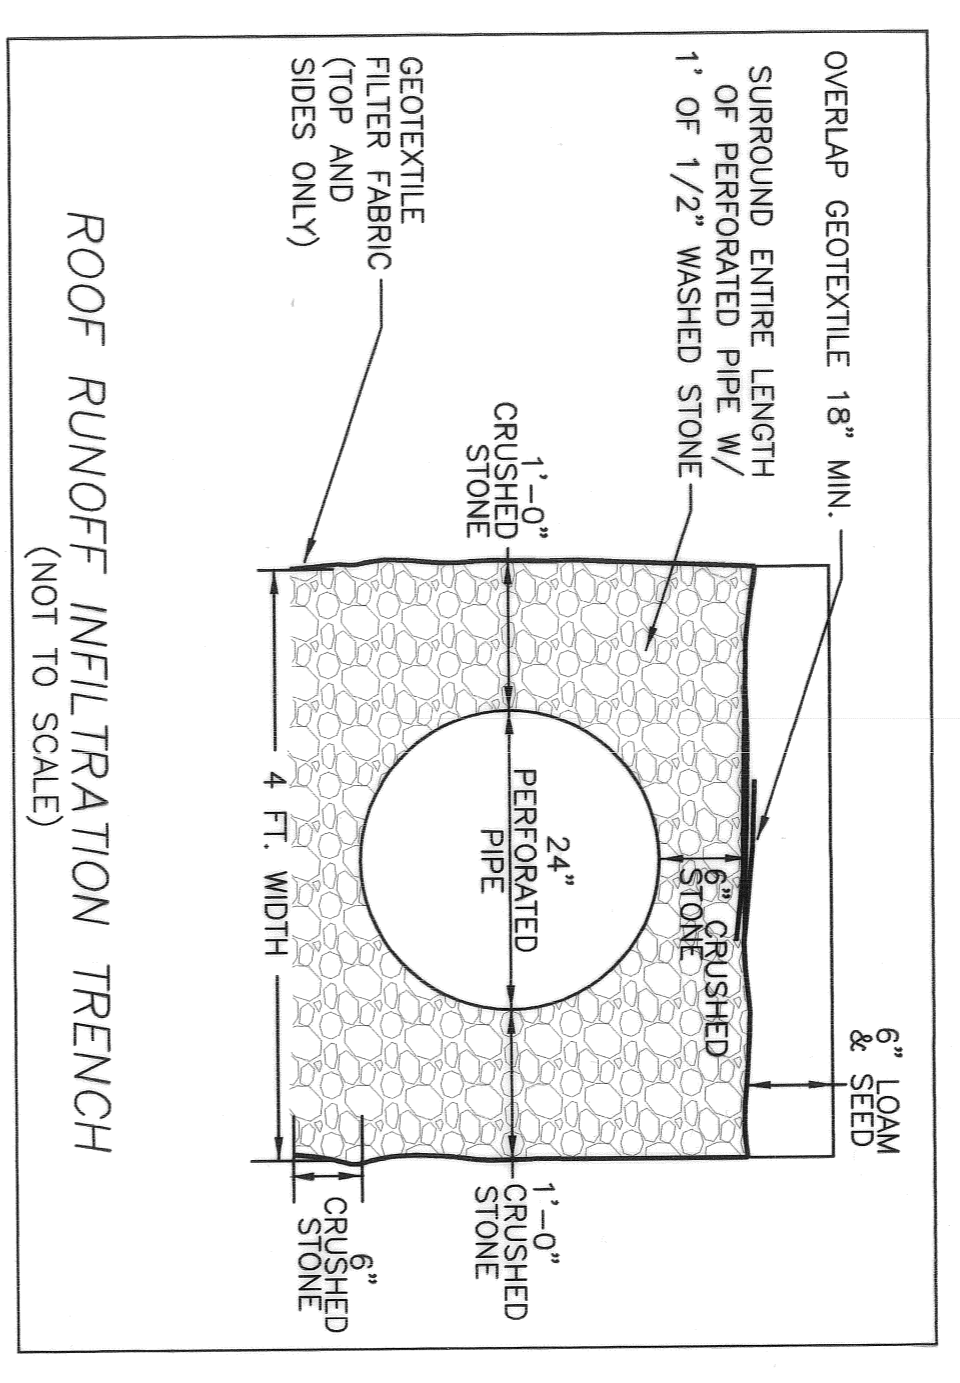 OVERLAP GEOTEXTILE 18" MIN.
SURROUND ENTIRE LENGTH
OF PERFORATED PIPE W/
1' OF 1/2" WASHED STONE
6" LOAM
& SEED
6" CRUSHED
STONE
1'-0"
CRUSHED
STONE
24"
PERFORATED
PIPE
1'-0"
CRUSHED
STONE
GEOTEXTILE
FILTER FABRIC
(TOP AND
SIDES ONLY)
6"
CRUSHED
STONE
4 FT. WIDTH
ROOF RUNOFF INFILTRATION TRENCH
(NOT TO SCALE)